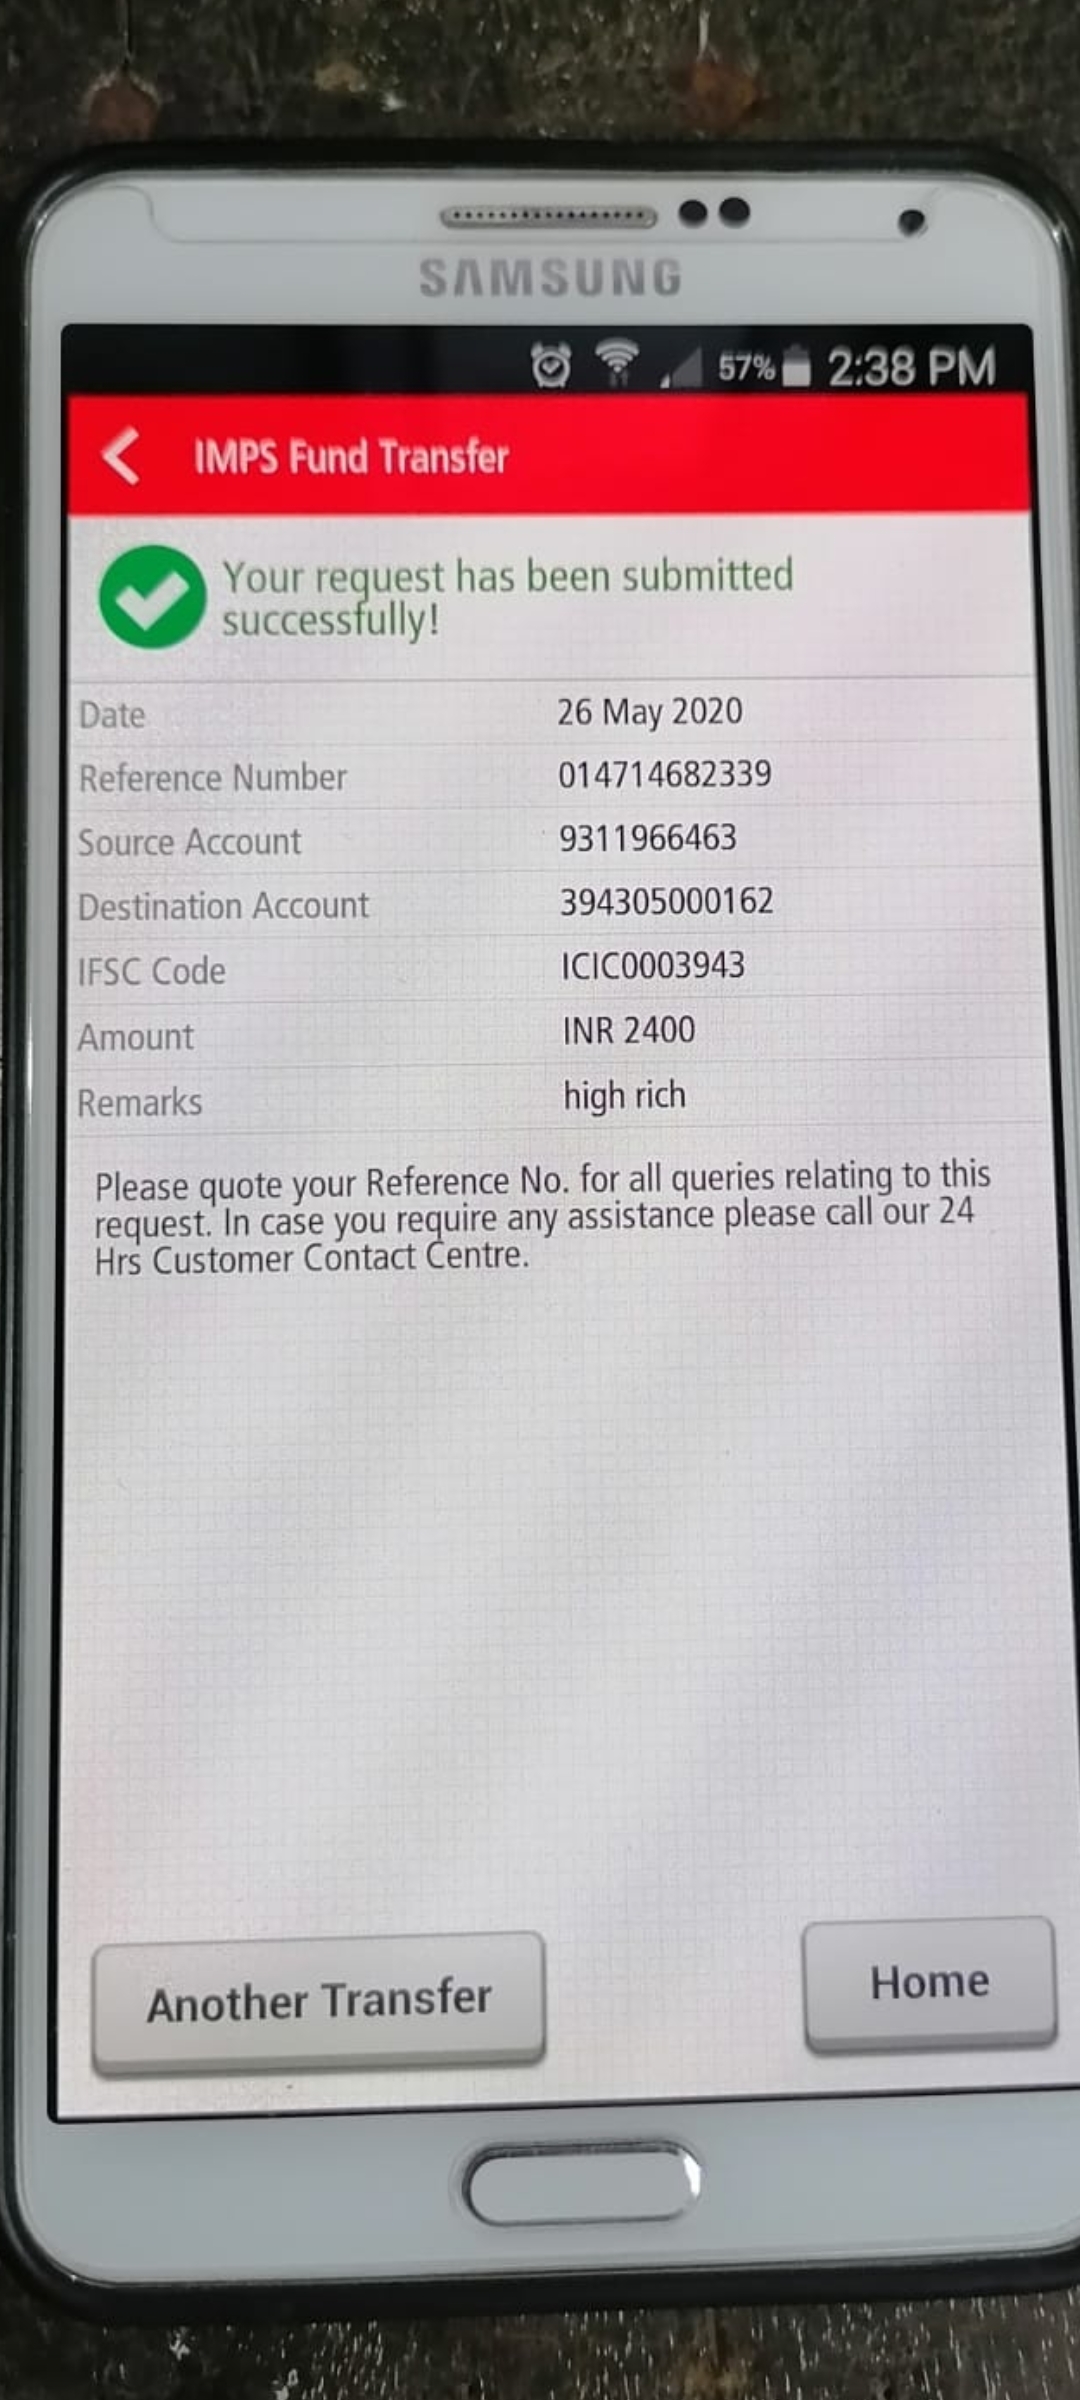 SAMSUNG
57% 2:38 PM
IMPS Fund Transfer
Your request has been submitted
successfully!
Date 26 May 2020
Reference Number 014714682339
Source Account 9311966463
Destination Account 394305000162
IFSC Code ICIC0003943
Amount INR 2400
Remarks high rich
Please quote your Reference No. for all queries relating to this
request. In case you require any assistance please call our 24
Hrs Customer Contact Centre.
Another Transfer Home